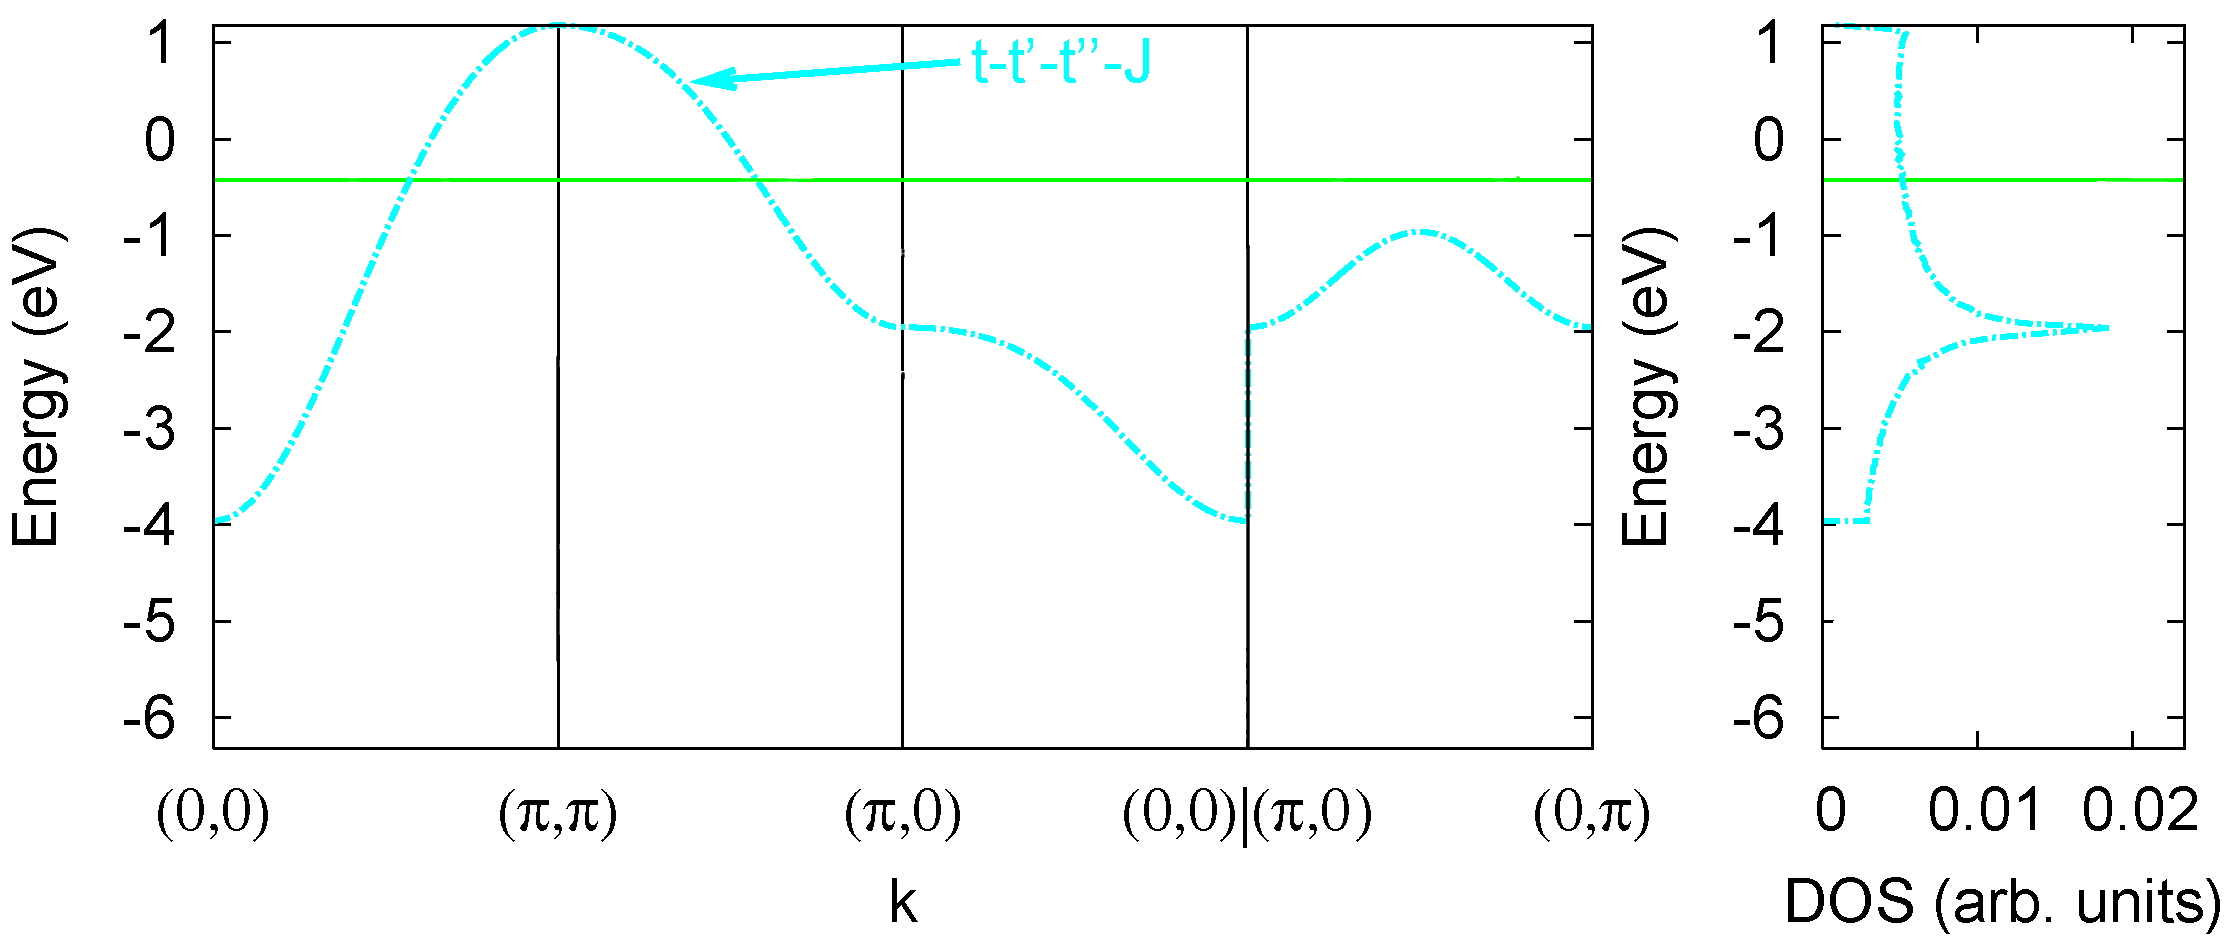 t-t’-t’’-J
Energy (eV)
1
0
-1
-2
-3
-4
-5
-6
(0,0)
(π,π)
(π,0)
(0,0)|(π,0)
(0,π)
k
Energy (eV)
1
0
-1
-2
-3
-4
-5
-6
0
0.01
0.02
DOS (arb. units)